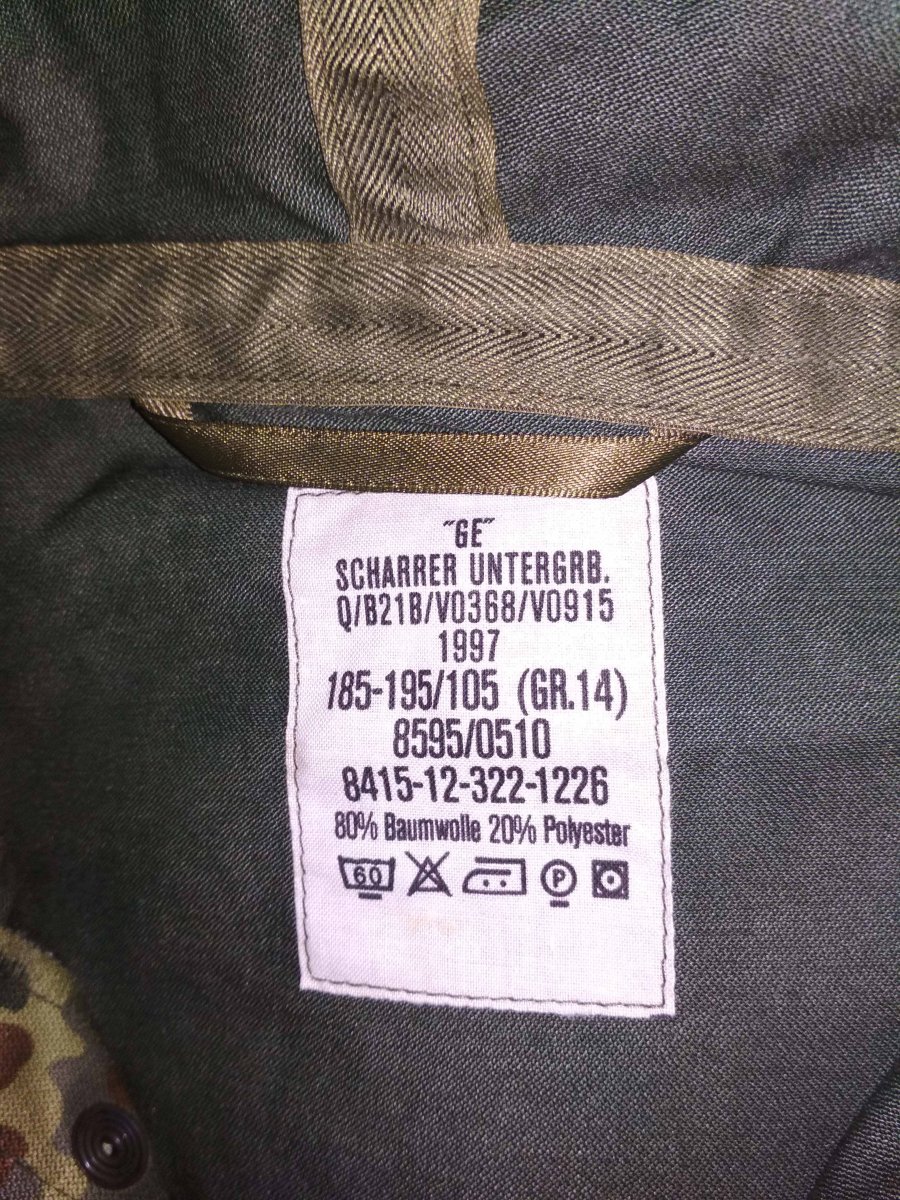 "GE"
SCHARRER UNTERGRB.
Q/B21B/V0368/V0915
1997
185-195/105 (GR.14)
8595/0510
8415-12-322-1226
80% Baumwolle 20% Polyester
60 P